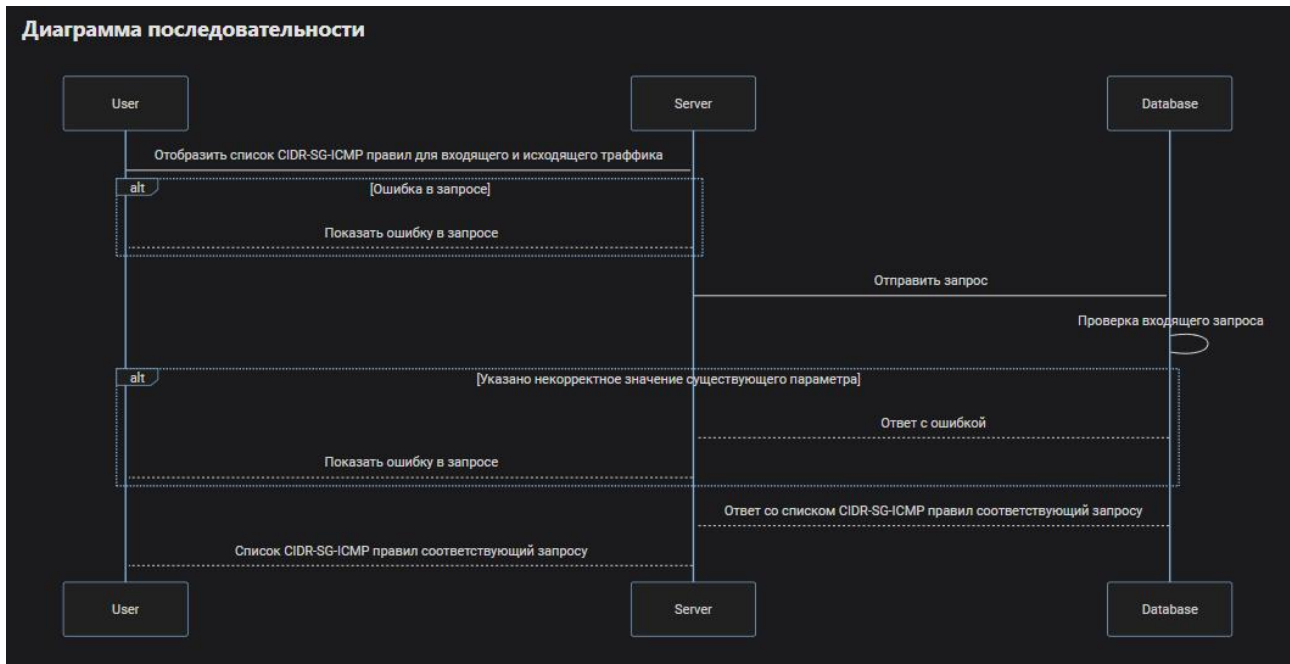 Диаграмма последовательности
User
Server
Database
Отобразить список CIDR-SG-ICMP правил для входящего и исходящего траффика
alt
[Ошибка в запросе]
Показать ошибку в запросе
Отправить запрос
Проверка входящего запроса
alt
[Указано некорректное значение существующего параметра]
Ответ с ошибкой
Показать ошибку в запросе
Ответ со списком CIDR-SG-ICMP правил соответствующий запросу
Список CIDR-SG-ICMP правил соответствующий запросу
User
Server
Database